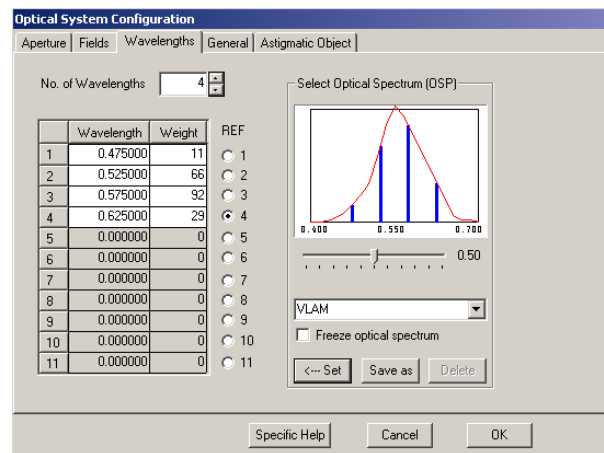 Optical System Configuration
Aperture Fields Wavelengths General Astigmatic Object
No. of Wavelengths 4
Wavelength Weight REF
1 0.475000 11 1
2 0.525000 66 2
3 0.575000 92 3
4 0.625000 29 4
5 0.000000 0 5
6 0.000000 0 6
7 0.000000 0 7
8 0.000000 0 8
9 0.000000 0 9
10 0.000000 0 10
11 0.000000 0 11
Select Optical Spectrum (OSP)
0.400 0.550 0.700
0.50
VLAM
Freeze optical spectrum
<--- Set Save as Delete
Specific Help Cancel OK